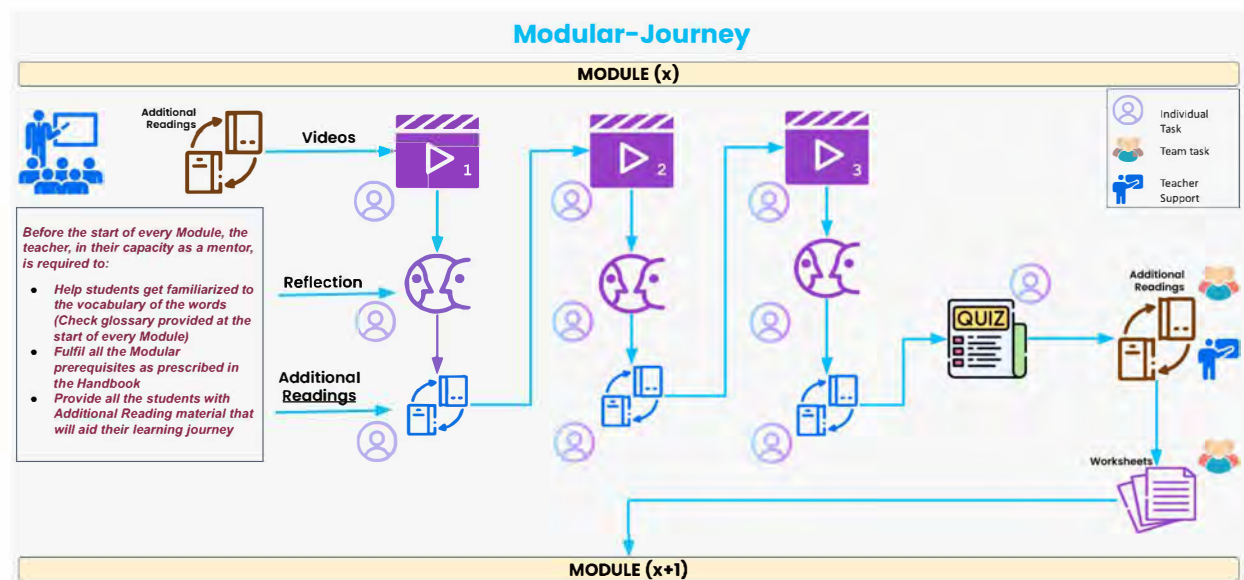 Modular-Journey
MODULE (x)
Additional
Readings
Videos
1
2
3
Individual
Task
Team task
Teacher
Support
Before the start of every Module, the
teacher, in their capacity as a mentor,
is required to:
● Help students get familiarized to
the vocabulary of the words
(Check glossary provided at the
start of every Module)
● Fulfil all the Modular
prerequisites as prescribed in
the Handbook
● Provide all the students with
Additional Reading material that
will aid their learning journey
Reflection
Additional
Readings
QUIZ
Additional
Readings
Worksheets
MODULE (x+1)